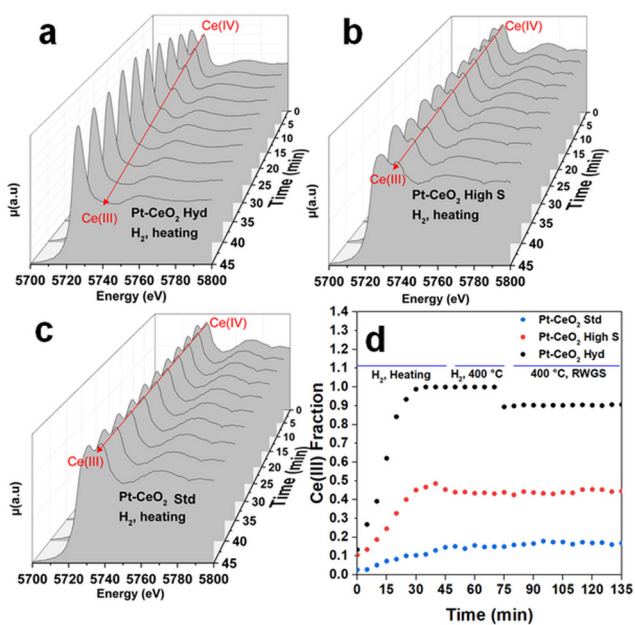 a
Ce(IV)
Ce(III)
Pt-CeO₂ Hyd
H₂, heating
μ(a.u)
5700 5720 5740 5760 5780 5800
Energy (eV)
0
5
10
15
20
25
30
35
40
45
Time (min)
b
Ce(IV)
Ce(III)
Pt-CeO₂ High S
H₂, heating
μ(a.u)
5700 5720 5740 5760 5780 5800
Energy (eV)
0
5
10
15
20
25
30
35
40
45
Time (min)
c
Ce(IV)
Ce(III)
Pt-CeO₂ Std
H₂, heating
μ(a.u)
5700 5720 5740 5760 5780 5800
Energy (eV)
0
5
10
15
20
25
30
35
40
45
Time (min)
d
Pt-CeO₂ Std
Pt-CeO₂ High S
Pt-CeO₂ Hyd
H₂, Heating
H₂, 400 °C
400 °C, RWGS
Ce(III) Fraction
1.4
1.3
1.2
1.1
1.0
0.9
0.8
0.7
0.6
0.5
0.4
0.3
0.2
0.1
0.0
0 15 30 45 60 75 90 105 120 135
Time (min)